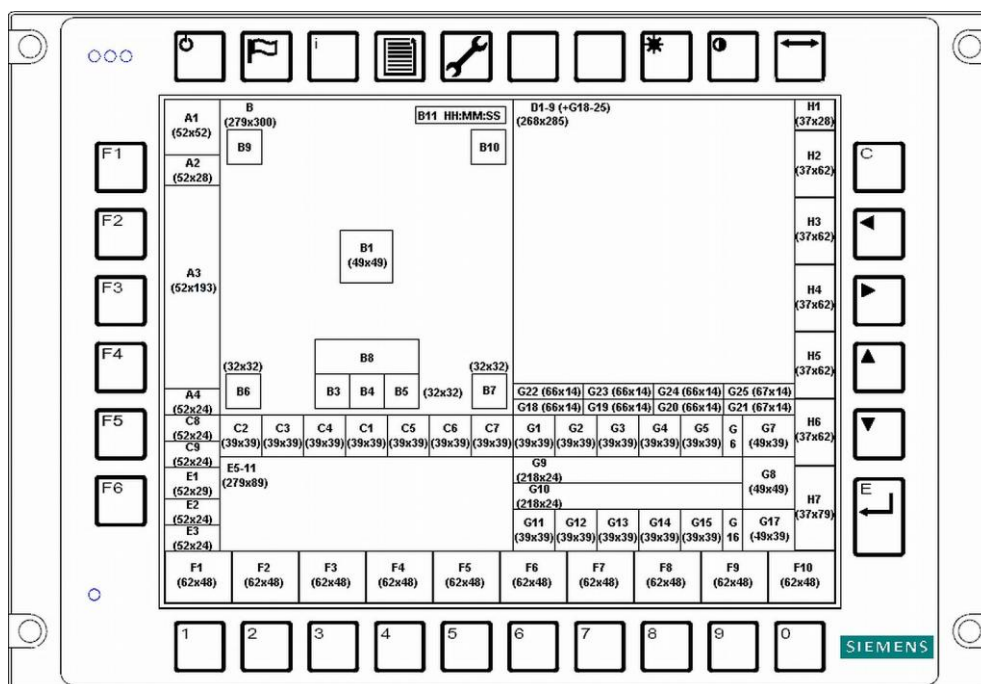 i
A1
(52x52)
B
(279x300)
B11 HH:MM:SS
D1-9 (+G18-25)
(268x285)
H1
(37x28)
B9
B10
F1
A2
(52x28)
H2
(37x62)
C
F2
H3
(37x62)
B1
(49x49)
F3
A3
(52x193)
H4
(37x62)
F4
B8
H5
(37x62)
(32x32)
(32x32)
B6
B3 B4 B5
(32x32)
B7
G22 (66x14) G23 (66x14) G24 (66x14) G25 (67x14)
G18 (66x14) G19 (66x14) G20 (66x14) G21 (67x14)
A4
(52x24)
F5
C8
(52x24)
C2 C3 C4 C1 C5 C6 C7 G1 G2 G3 G4 G5 G G7
(39x39) (39x39) (39x39) (39x39) (39x39) (39x39) (39x39) (39x39) (39x39) (39x39) (39x39) (39x39) 6 (49x39)
H6
(37x62)
C9
(52x24)
F6
E1
(52x29)
E5-11
(279x89)
G9
(218x24)
G8
(49x49)
G10
(218x24)
H7
(37x79)
E
E2
(52x24)
E3
(52x24)
G11 G12 G13 G14 G15 G G17
(39x39) (39x39) (39x39) (39x39) (39x39) 16 (49x39)
F1 F2 F3 F4 F5 F6 F7 F8 F9 F10
(62x48) (62x48) (62x48) (62x48) (62x48) (62x48) (62x48) (62x48) (62x48) (62x48)
1 2 3 4 5 6 7 8 9 0
SIEMENS